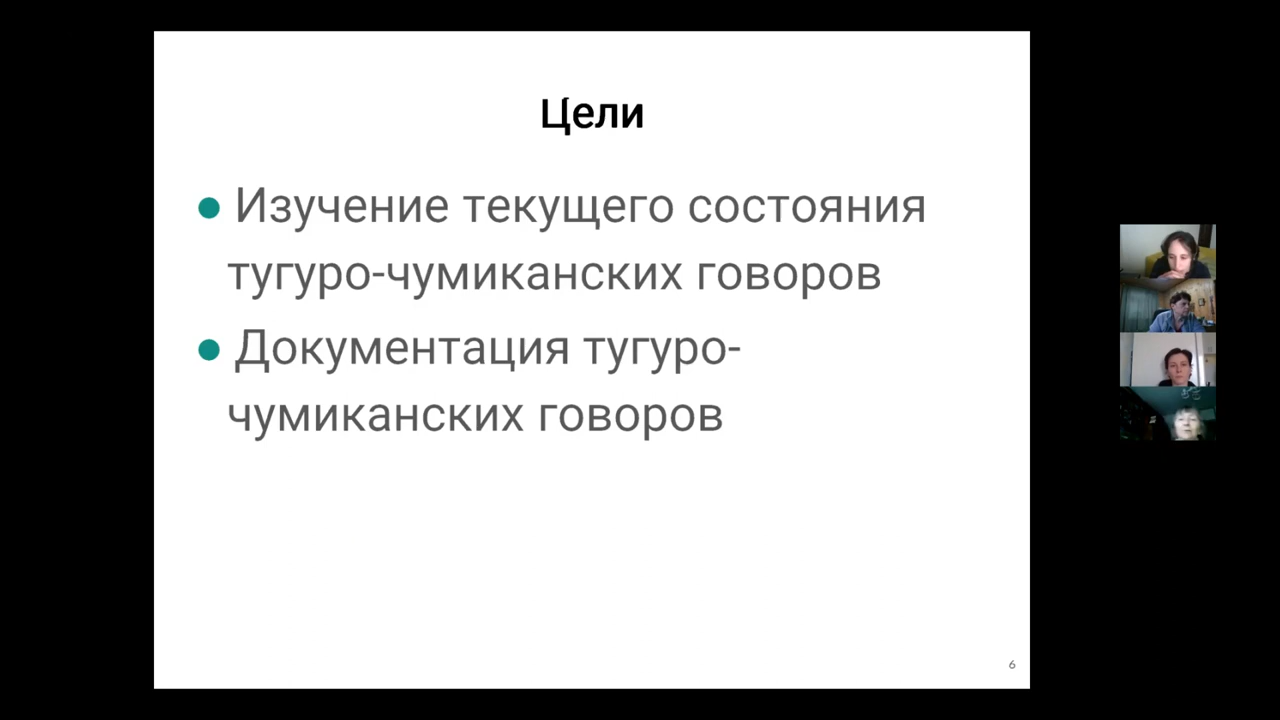 Цели
● Изучение текущего состояния
тугуро-чумиканских говоров
● Документация тугуро-
чумиканских говоров
6